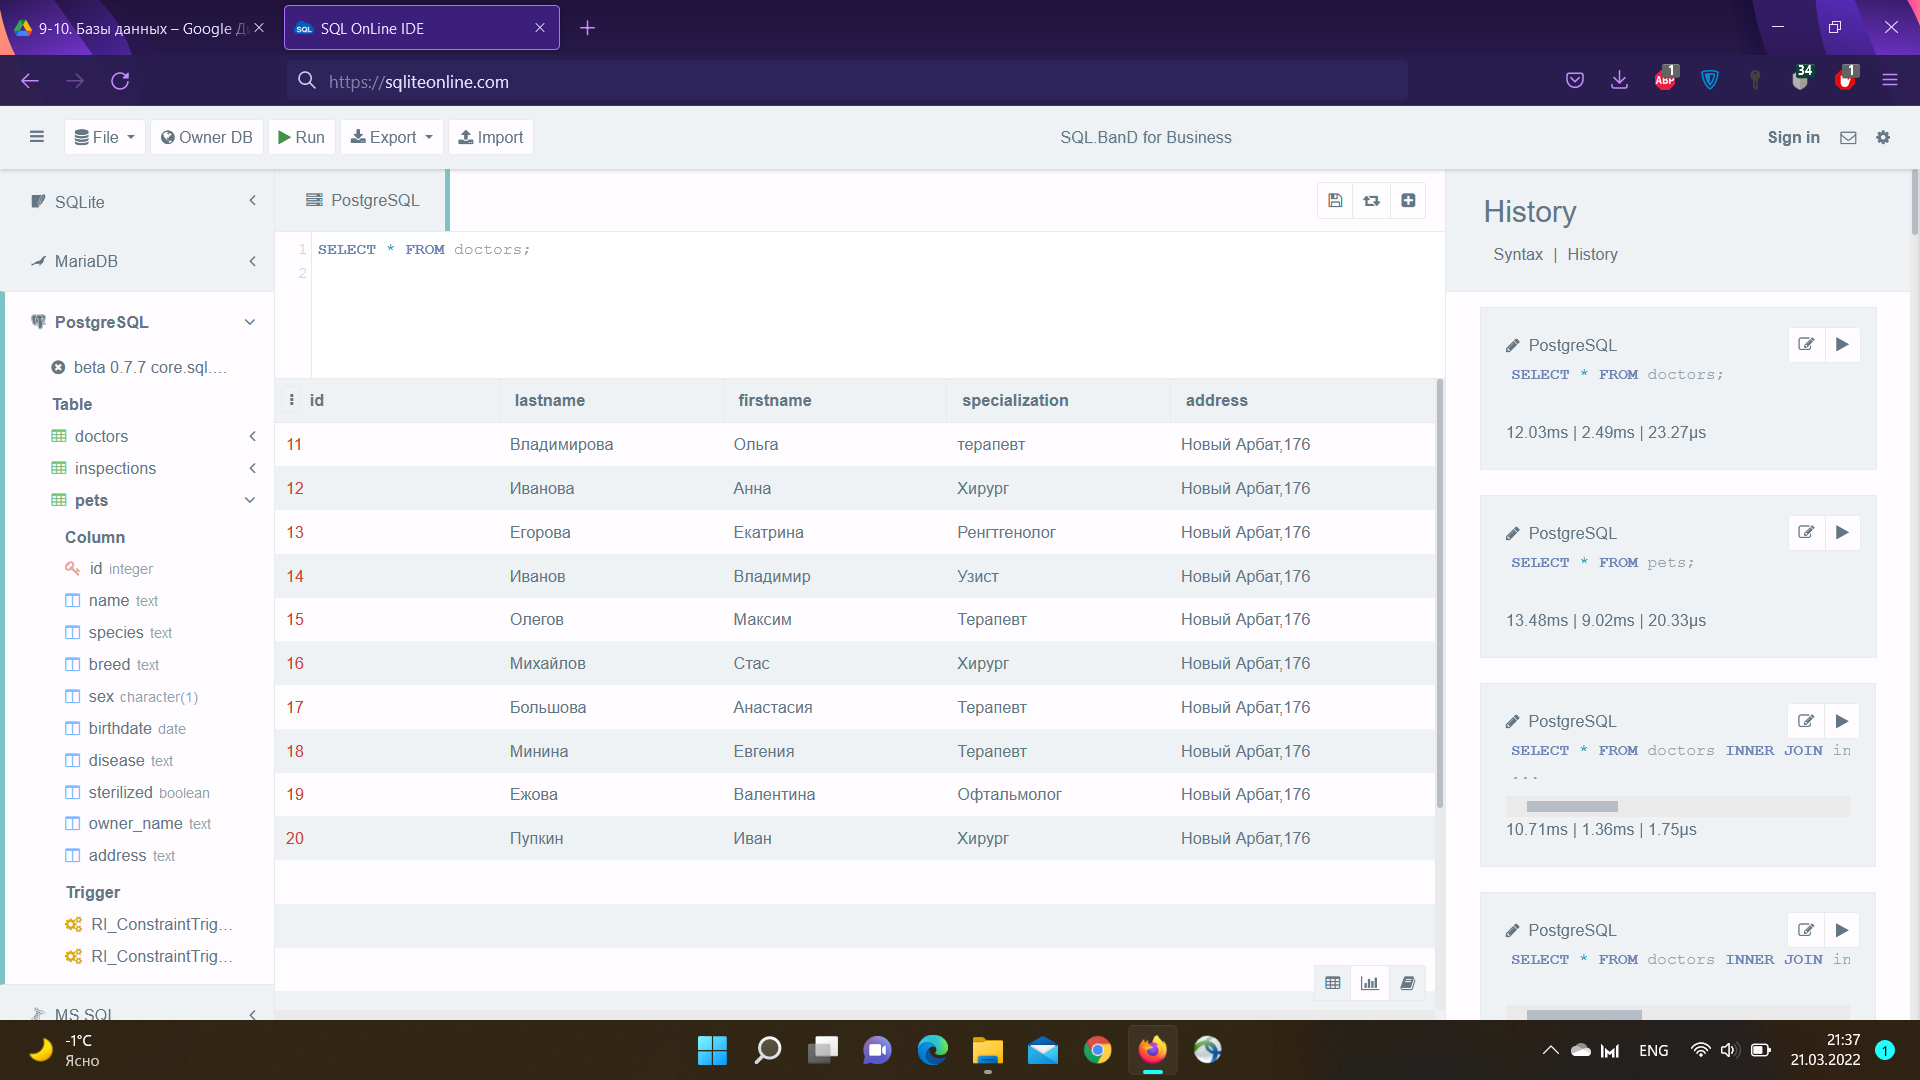 9-10. Базы данных – Google Ди
SQL OnLine IDE
https://sqliteonline.com
1
34
1
File
Owner DB
Run
Export
Import
SQL.BanD for Business
Sign in
SQLite
MariaDB
PostgreSQL
beta 0.7.7 core.sql....
Table
doctors
inspections
pets
Column
id integer
name text
species text
breed text
sex character(1)
birthdate date
disease text
sterilized boolean
owner_name text
address text
Trigger
RI_ConstraintTrig...
RI_ConstraintTrig...
MS SQL
PostgreSQL
1 SELECT * FROM doctors;
2
id lastname firstname specialization address
11 Владимирова Ольга терапевт Новый Арбат,176
12 Иванова Анна Хирург Новый Арбат,176
13 Егорова Екатрина Ренгтгенолог Новый Арбат,176
14 Иванов Владимир Узист Новый Арбат,176
15 Олегов Максим Терапевт Новый Арбат,176
16 Михайлов Стас Хирург Новый Арбат,176
17 Большова Анастасия Терапевт Новый Арбат,176
18 Минина Евгения Терапевт Новый Арбат,176
19 Ежова Валентина Офтальмолог Новый Арбат,176
20 Пупкин Иван Хирург Новый Арбат,176
History
Syntax | History
PostgreSQL
SELECT * FROM doctors;
12.03ms | 2.49ms | 23.27µs
PostgreSQL
SELECT * FROM pets;
13.48ms | 9.02ms | 20.33µs
PostgreSQL
SELECT * FROM doctors INNER JOIN in
...
10.71ms | 1.36ms | 1.75µs
PostgreSQL
SELECT * FROM doctors INNER JOIN in
-1°C
Ясно
ENG
21:37
21.03.2022
1